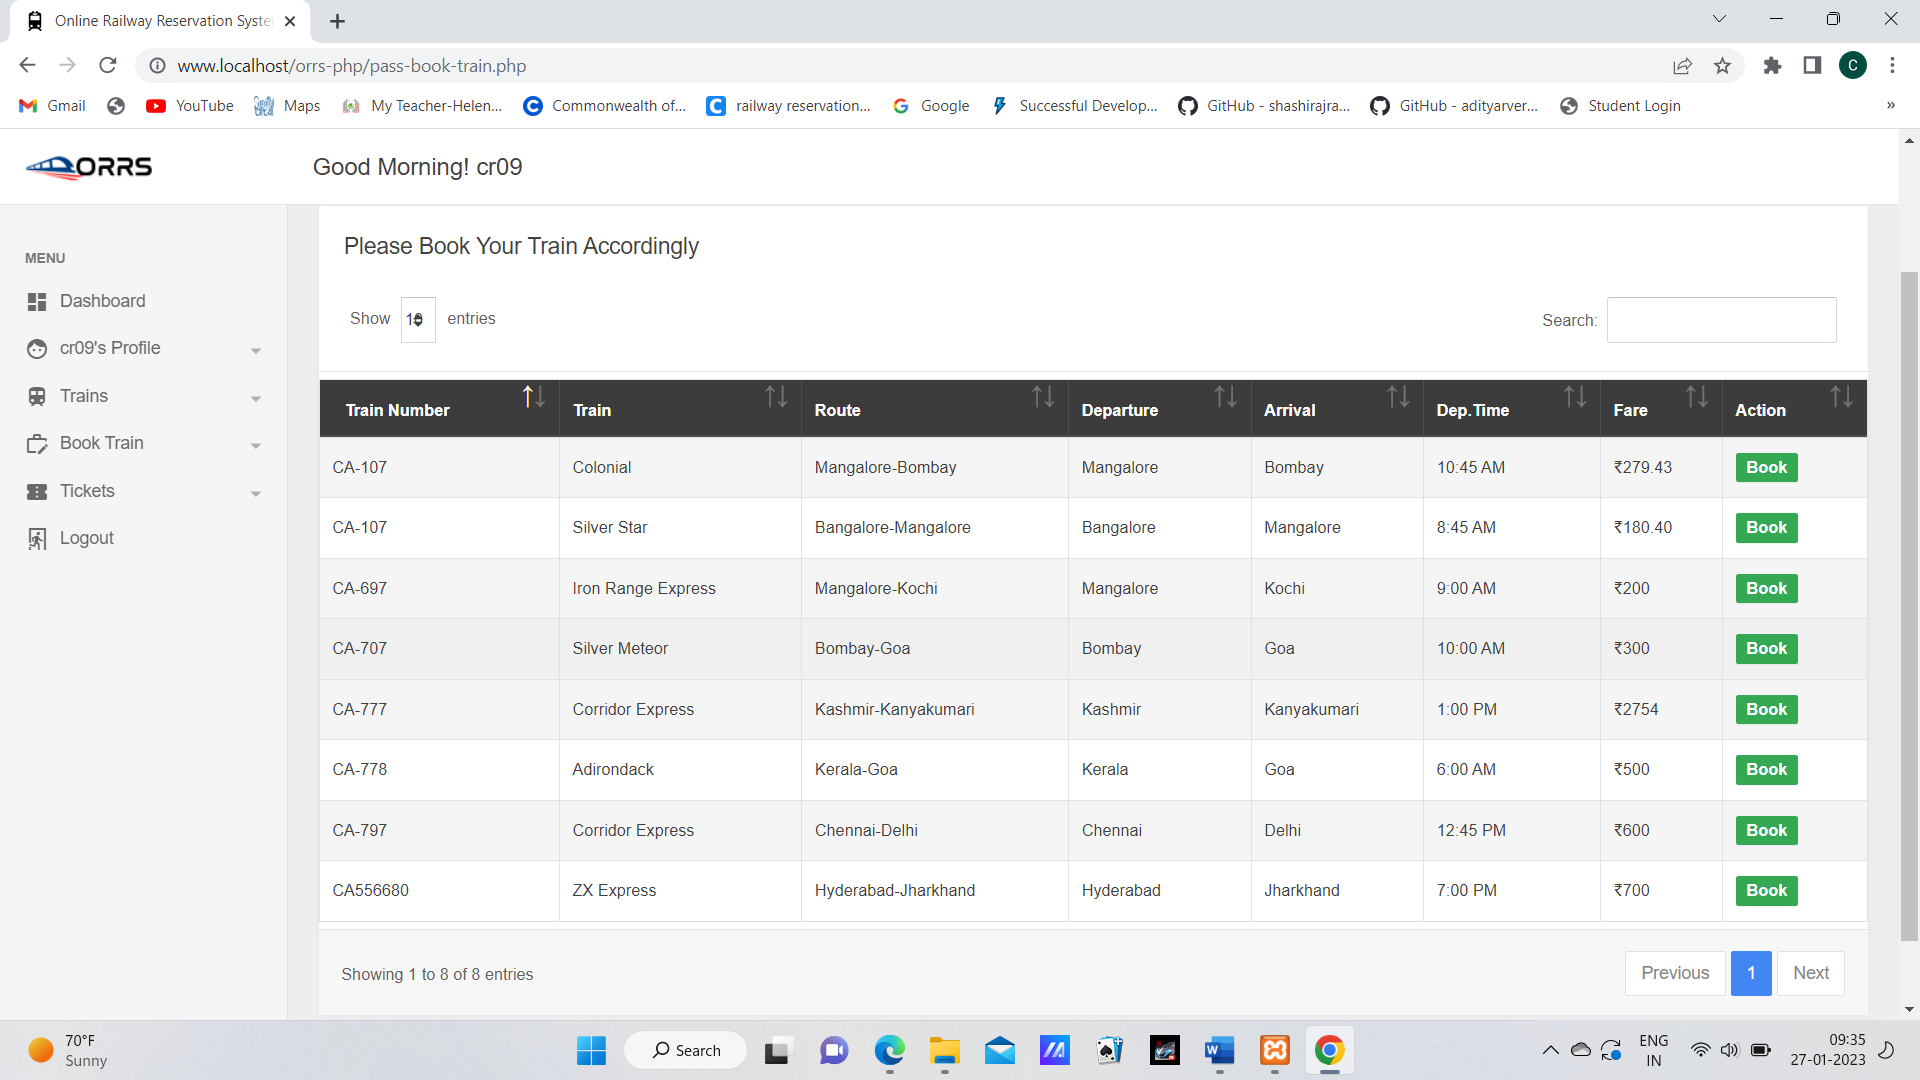 Online Railway Reservation Syste
www.localhost/orrs-php/pass-book-train.php
C
Gmail YouTube Maps My Teacher-Helen... Commonwealth of... railway reservation... Google Successful Develop... GitHub - shashirajra... GitHub - adityarver... Student Login »
ORRS
Good Morning! cr09
MENU
Dashboard
cr09's Profile
Trains
Book Train
Tickets
Logout
Please Book Your Train Accordingly
Show 10 entries Search:
Train Number Train Route Departure Arrival Dep.Time Fare Action
CA-107 Colonial Mangalore-Bombay Mangalore Bombay 10:45 AM ₹279.43 Book
CA-107 Silver Star Bangalore-Mangalore Bangalore Mangalore 8:45 AM ₹180.40 Book
CA-697 Iron Range Express Mangalore-Kochi Mangalore Kochi 9:00 AM ₹200 Book
CA-707 Silver Meteor Bombay-Goa Bombay Goa 10:00 AM ₹300 Book
CA-777 Corridor Express Kashmir-Kanyakumari Kashmir Kanyakumari 1:00 PM ₹2754 Book
CA-778 Adirondack Kerala-Goa Kerala Goa 6:00 AM ₹500 Book
CA-797 Corridor Express Chennai-Delhi Chennai Delhi 12:45 PM ₹600 Book
CA556680 ZX Express Hyderabad-Jharkhand Hyderabad Jharkhand 7:00 PM ₹700 Book
Showing 1 to 8 of 8 entries Previous 1 Next
70°F
Sunny
Search
ENG
IN
09:35
27-01-2023